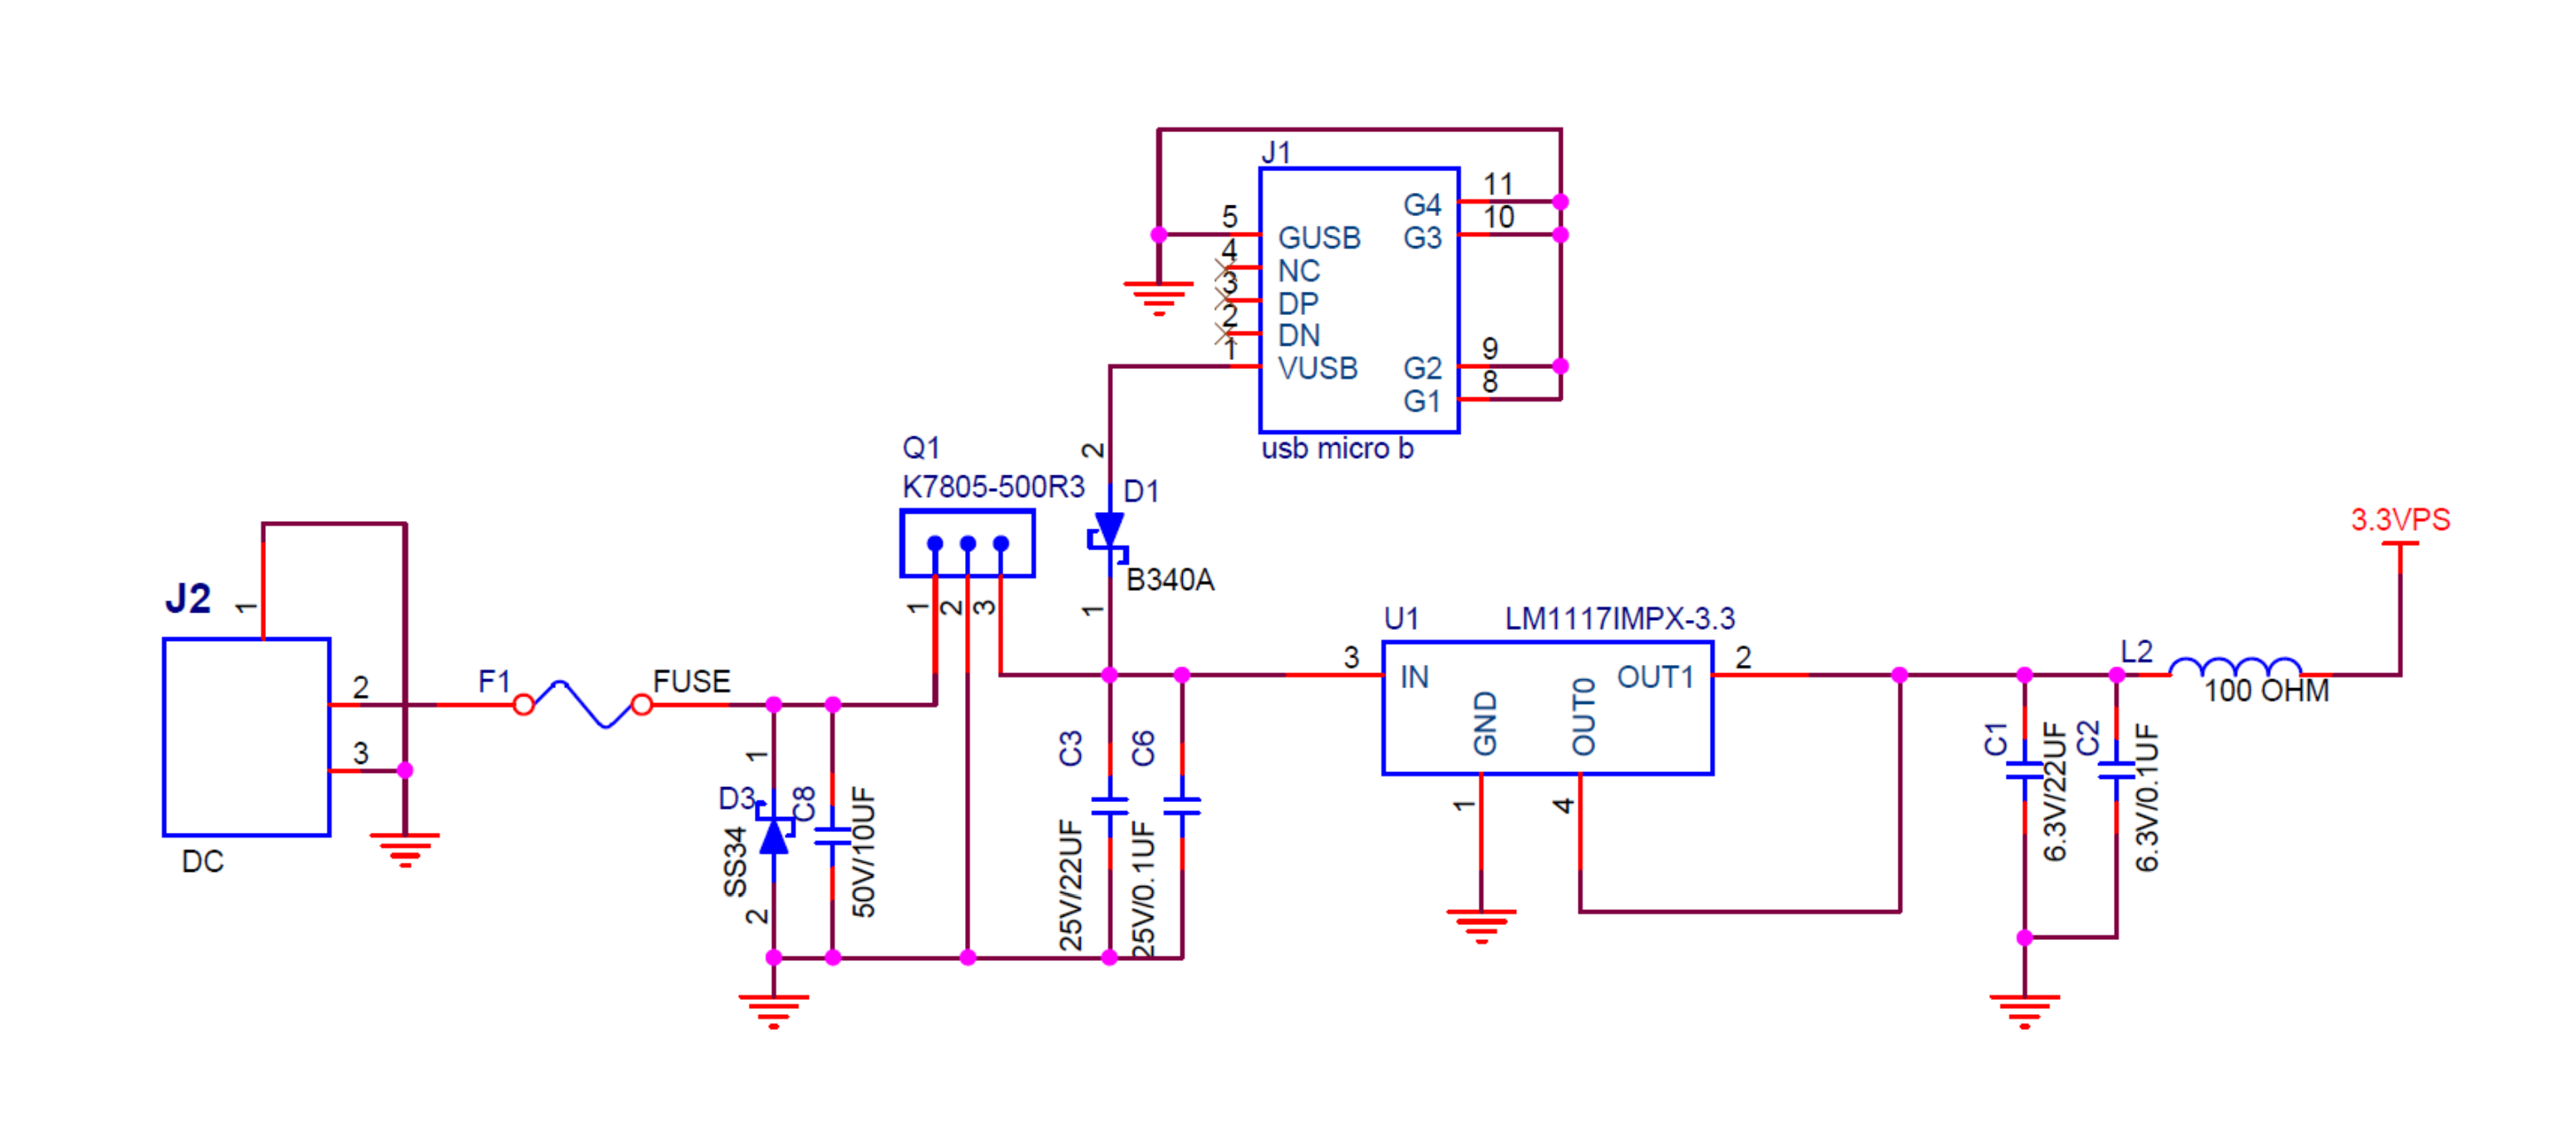 J1
11
G4
10
5
GUSB
G3
4
NC
3
DP
2
DN
1
VUSB
9
G2
8
G1
usb micro b
Q1
K7805-500R3
2
D1
B340A
1
1
2
3
3.3VPS
J2
1
2
3
DC
F1
FUSE
U1
LM1117IMPX-3.3
3
IN
OUT1
2
GND
OUT0
1
4
L2
100 OHM
1
D3
SS34
2
C8
50V/10UF
C3
25V/22UF
C6
25V/0.1UF
C1
6.3V/22UF
C2
6.3V/0.1UF